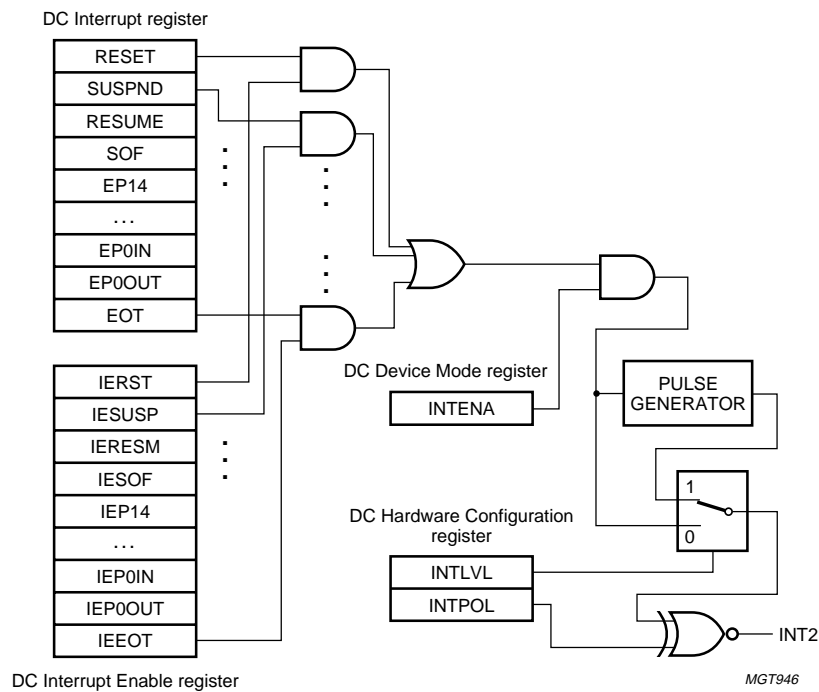 DC Interrupt register
RESET
SUSPND
RESUME
SOF
EP14
...
EP0IN
EP0OUT
EOT
IERST
IESUSP
IERESM
IESOF
IEP14
...
IEP0IN
IEP0OUT
IEEOT
DC Interrupt Enable register
DC Device Mode register
INTENA
PULSE
GENERATOR
1
0
DC Hardware Configuration
register
INTLVL
INTPOL
INT2
MGT946